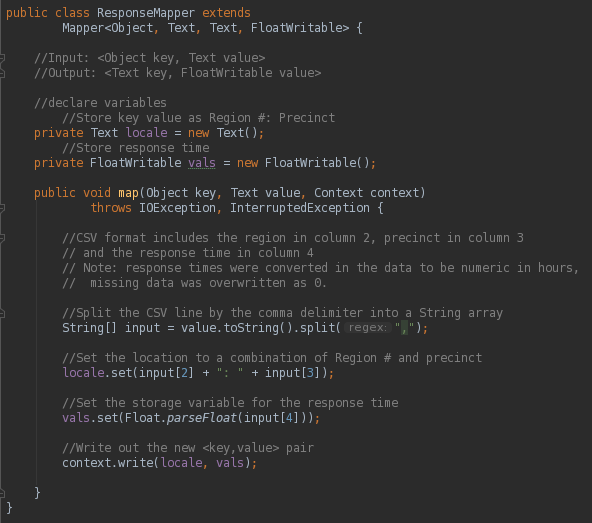 public class ResponseMapper extends
        Mapper<Object, Text, Text, FloatWritable> {

    //Input: <Object key, Text value>
    //Output: <Text key, FloatWritable value>

    //declare variables
        //Store key value as Region #: Precinct
    private Text locale = new Text();
        //Store response time
    private FloatWritable vals = new FloatWritable();

    public void map(Object key, Text value, Context context)
            throws IOException, InterruptedException {

        //CSV format includes the region in column 2, precinct in column 3
        // and the response time in column 4
        // Note: response times were converted in the data to be numeric in hours,
        //  missing data was overwritten as 0.

        //Split the CSV line by the comma delimiter into a String array
        String[] input = value.toString().split( regex: ",");

        //Set the location to a combination of Region # and precinct
        locale.set(input[2] + ": " + input[3]);

        //Set the storage variable for the response time
        vals.set(Float.parseFloat(input[4]));

        //Write out the new <key,value> pair
        context.write(locale, vals);

    }
}